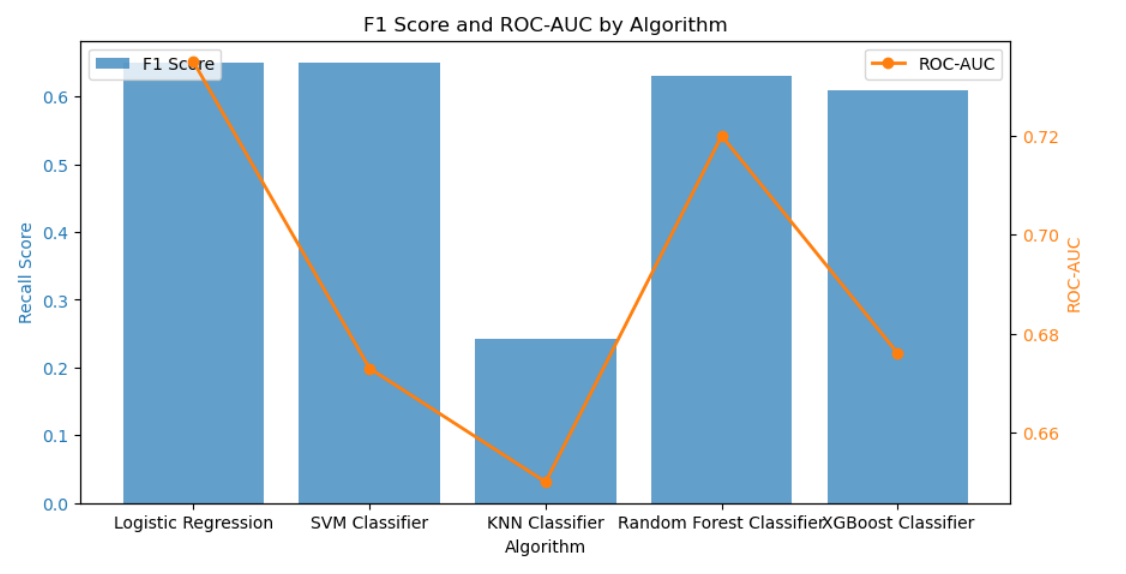 F1 Score and ROC-AUC by Algorithm
F1 Score
ROC-AUC
Recall Score
0.6
0.5
0.4
0.3
0.2
0.1
0.0
0.72
0.70
0.68
0.66
ROC-AUC
Logistic Regression SVM Classifier KNN Classifier Random Forest Classifier XGBoost Classifier
Algorithm